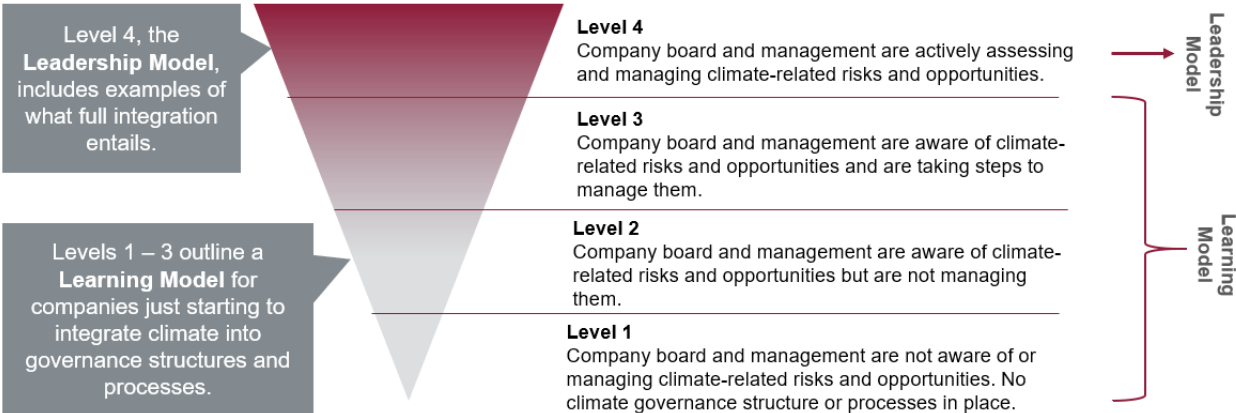 Level 4, the
Leadership Model,
includes examples of
what full integration
entails.
Levels 1 – 3 outline a
Learning Model for
companies just starting to
integrate climate into
governance structures and
processes.
Level 4
Company board and management are actively assessing
and managing climate-related risks and opportunities.
Level 3
Company board and management are aware of climate-
related risks and opportunities and are taking steps to
manage them.
Level 2
Company board and management are aware of climate-
related risks and opportunities but are not managing
them.
Level 1
Company board and management are not aware of or
managing climate-related risks and opportunities. No
climate governance structure or processes in place.
Leadership
Model
Learning
Model